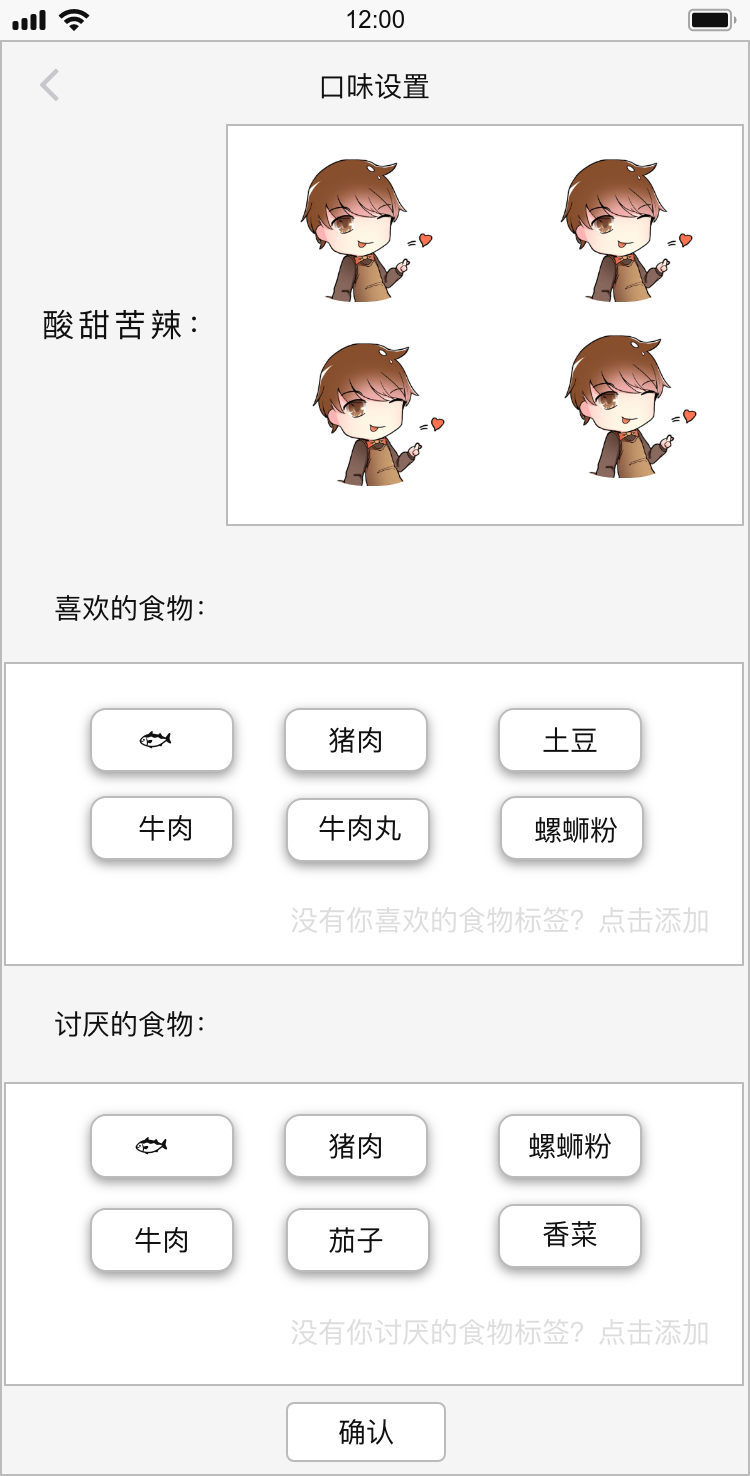 12:00
口味设置
酸甜苦辣：
喜欢的食物：
猪肉
土豆
牛肉
牛肉丸
螺蛳粉
没有你喜欢的食物标签？点击添加
讨厌的食物：
猪肉
螺蛳粉
牛肉
茄子
香菜
没有你讨厌的食物标签？点击添加
确认